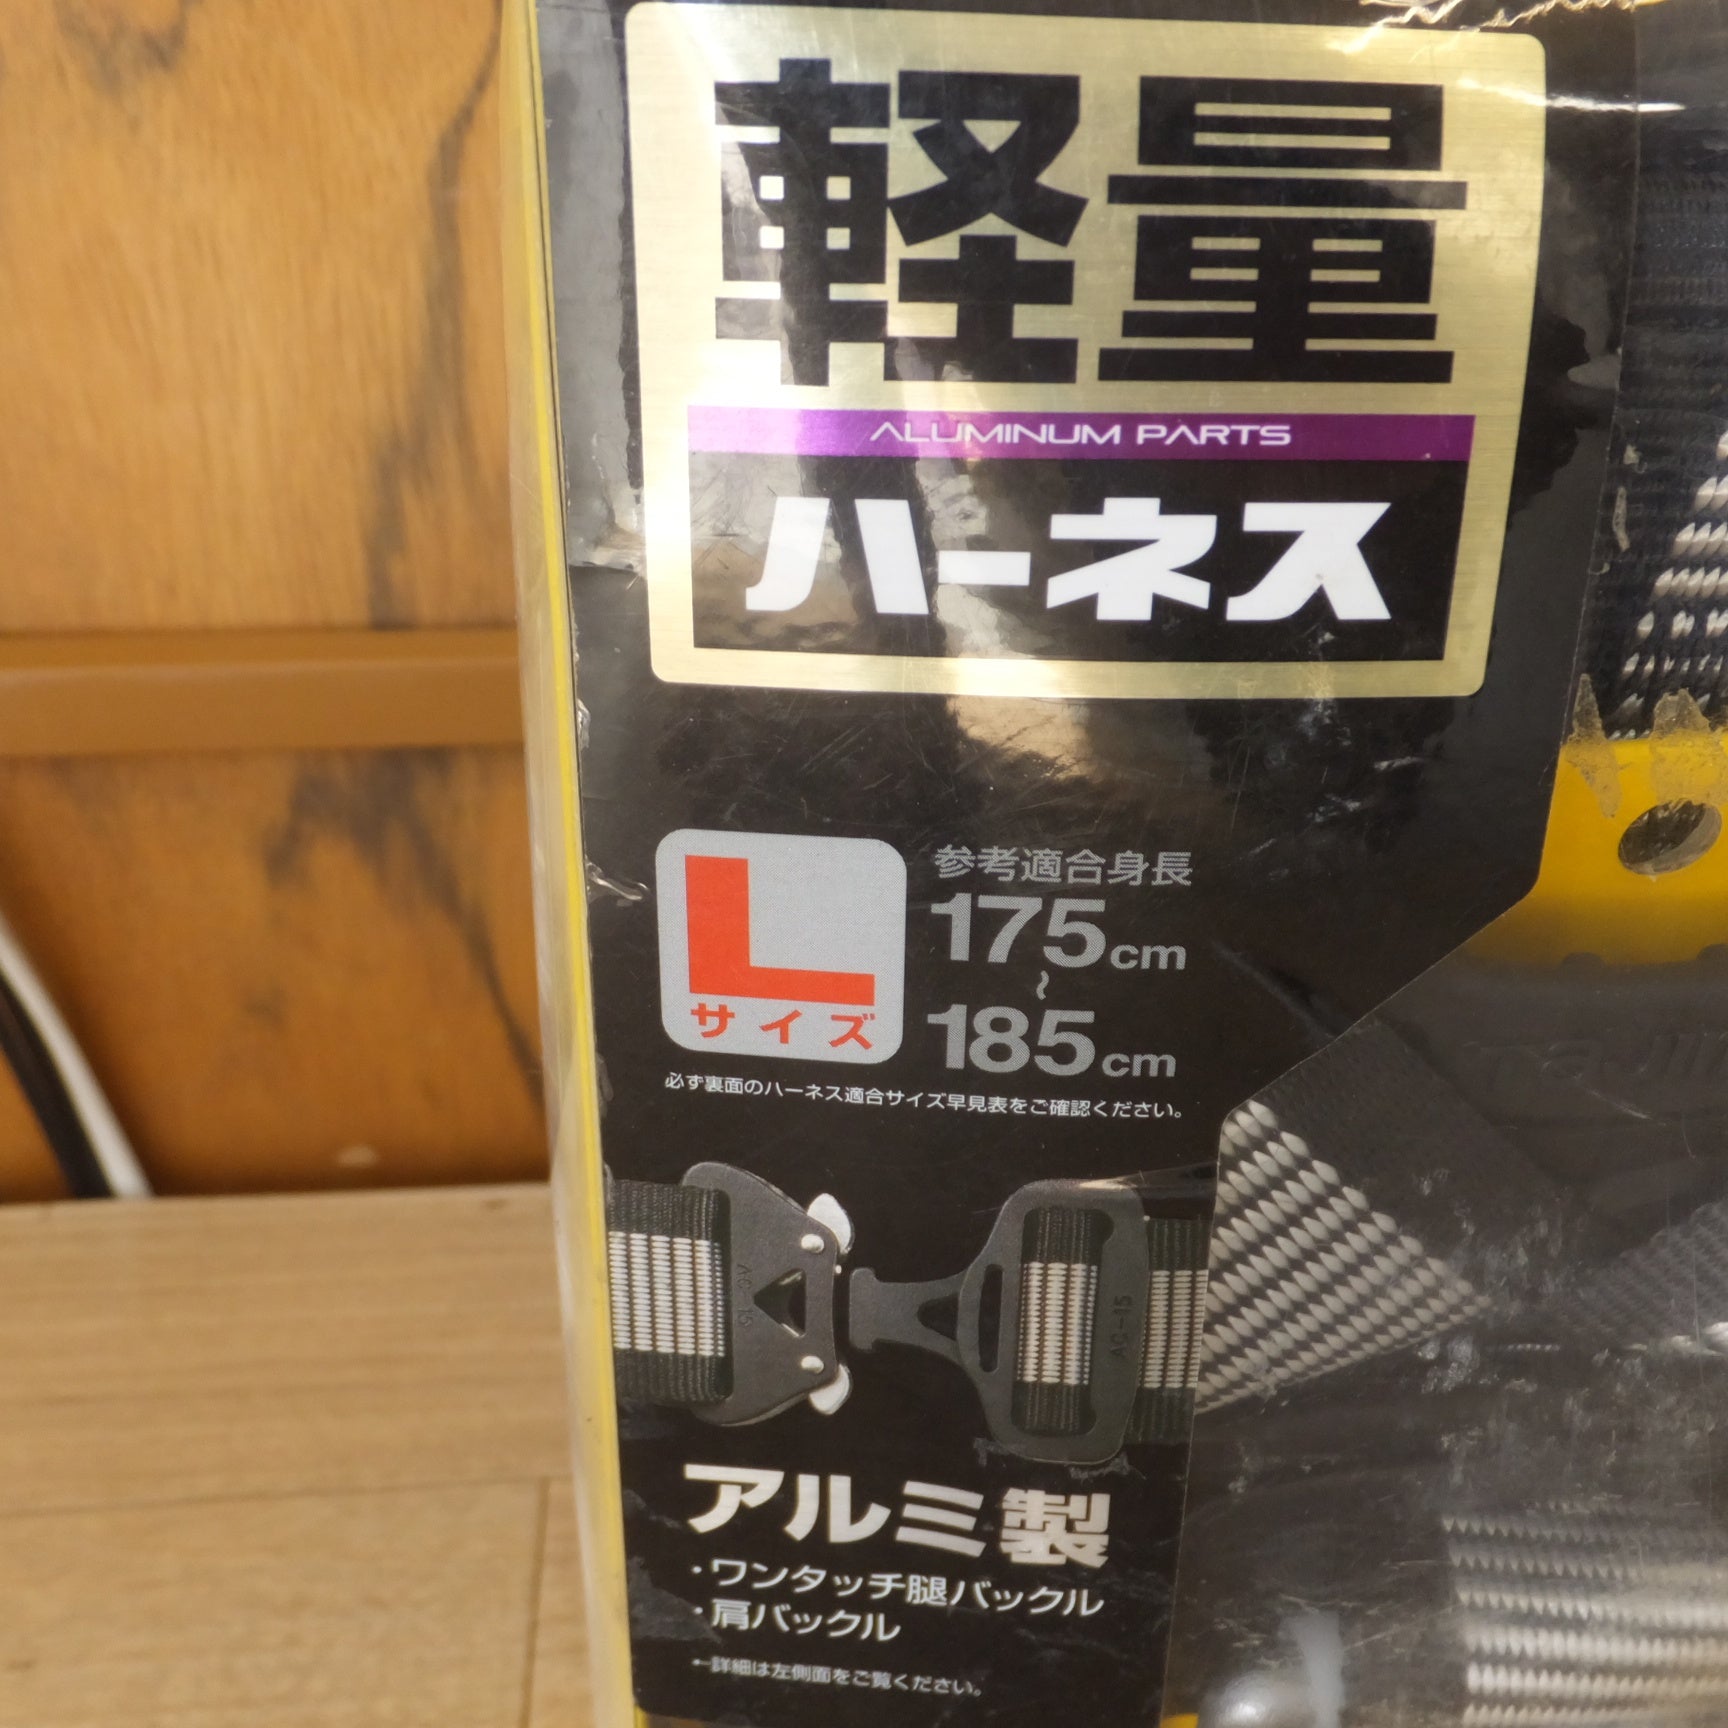 軽量
ALUMINUM PARTS
ハーネス
L
サイズ
参考適合身長
175cm
~
185cm
必ず裏面のハーネス適合サイズ早見表をご確認ください。
AG-15
アルミ製
・ワンタッチ腿バックル
・肩バックル
←詳細は左側面をご覧ください。